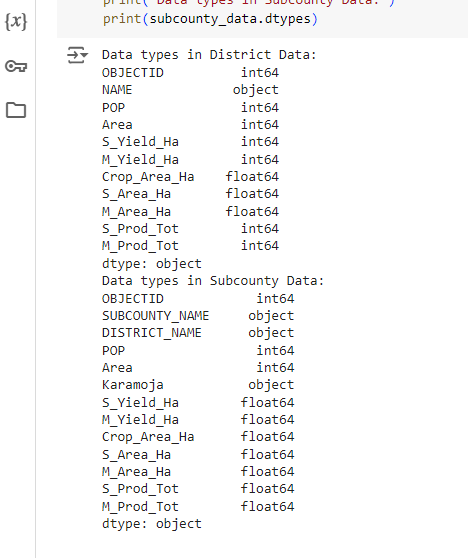 print("Data types in Subcounty Data:")
print(subcounty_data.dtypes)
{x}
Data types in District Data:
OBJECTID int64
NAME object
POP int64
Area int64
S_Yield_Ha int64
M_Yield_Ha int64
Crop_Area_Ha float64
S_Area_Ha float64
M_Area_Ha float64
S_Prod_Tot int64
M_Prod_Tot int64
dtype: object
Data types in Subcounty Data:
OBJECTID int64
SUBCOUNTY_NAME object
DISTRICT_NAME object
POP int64
Area int64
Karamoja object
S_Yield_Ha float64
M_Yield_Ha float64
Crop_Area_Ha float64
S_Area_Ha float64
M_Area_Ha float64
S_Prod_Tot float64
M_Prod_Tot float64
dtype: object